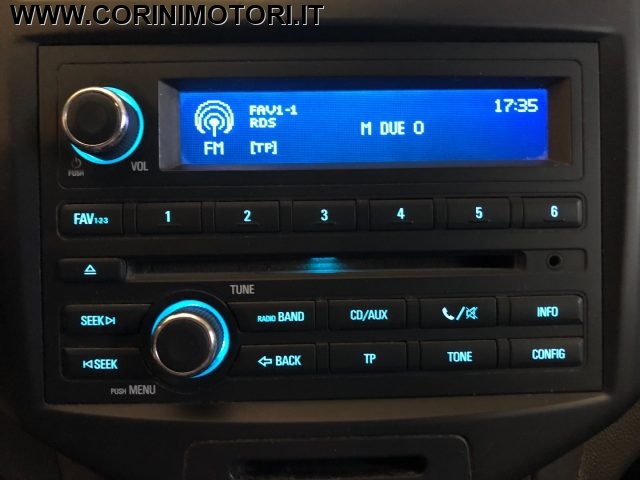 WWW.CORINIMOTORI.IT
FAV1-1
17:35
RDS
M DUE O
FM
[TP]
PUSH
VOL
FAV1-2-3
1
2
3
4
5
6
TUNE
SEEK
RADIO BAND
CD/AUX
/
INFO
SEEK
BACK
TP
TONE
CONFIG
PUSH MENU